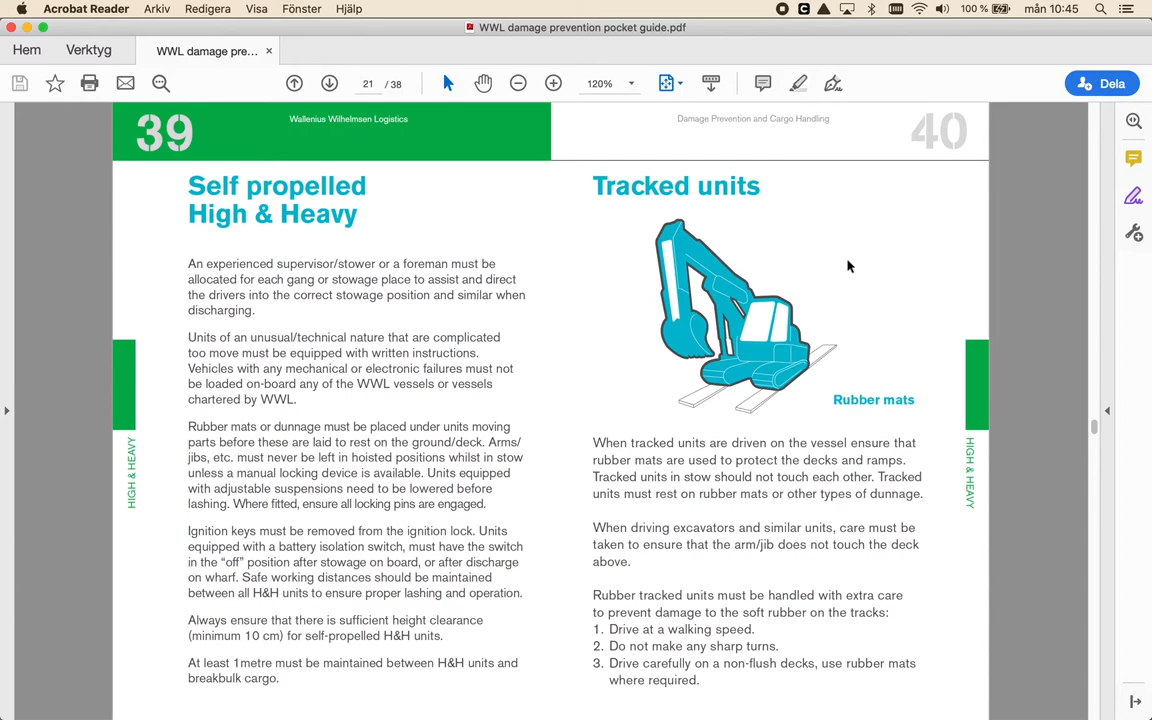 Acrobat Reader Arkiv Redigera Visa Fönster Hjälp 100 % mån 10:45
WWL damage prevention pocket guide.pdf
Hem Verktyg WWL damage pre... ×
21 / 38 120% Dela
39 Wallenius Wilhelmsen Logistics
Self propelled
High & Heavy
An experienced supervisor/stower or a foreman must be
allocated for each gang or stowage place to assist and direct
the drivers into the correct stowage position and similar when
discharging.
Units of an unusual/technical nature that are complicated
too move must be equipped with written instructions.
Vehicles with any mechanical or electronic failures must not
be loaded on-board any of the WWL vessels or vessels
chartered by WWL.
Rubber mats or dunnage must be placed under units moving
parts before these are laid to rest on the ground/deck. Arms/
jibs, etc. must never be left in hoisted positions whilst in stow
unless a manual locking device is available. Units equipped
with adjustable suspensions need to be lowered before
lashing. Where fitted, ensure all locking pins are engaged.
Ignition keys must be removed from the ignition lock. Units
equipped with a battery isolation switch, must have the switch
in the “off” position after stowage on board, or after discharge
on wharf. Safe working distances should be maintained
between all H&H units to ensure proper lashing and operation.
Always ensure that there is sufficient height clearance
(minimum 10 cm) for self-propelled H&H units.
At least 1metre must be maintained between H&H units and
breakbulk cargo.
HIGH & HEAVY
Damage Prevention and Cargo Handling 40
Tracked units
Rubber mats
When tracked units are driven on the vessel ensure that
rubber mats are used to protect the decks and ramps.
Tracked units in stow should not touch each other. Tracked
units must rest on rubber mats or other types of dunnage.
When driving excavators and similar units, care must be
taken to ensure that the arm/jib does not touch the deck
above.
Rubber tracked units must be handled with extra care
to prevent damage to the soft rubber on the tracks:
1. Drive at a walking speed.
2. Do not make any sharp turns.
3. Drive carefully on a non-flush decks, use rubber mats
where required.
HIGH & HEAVY